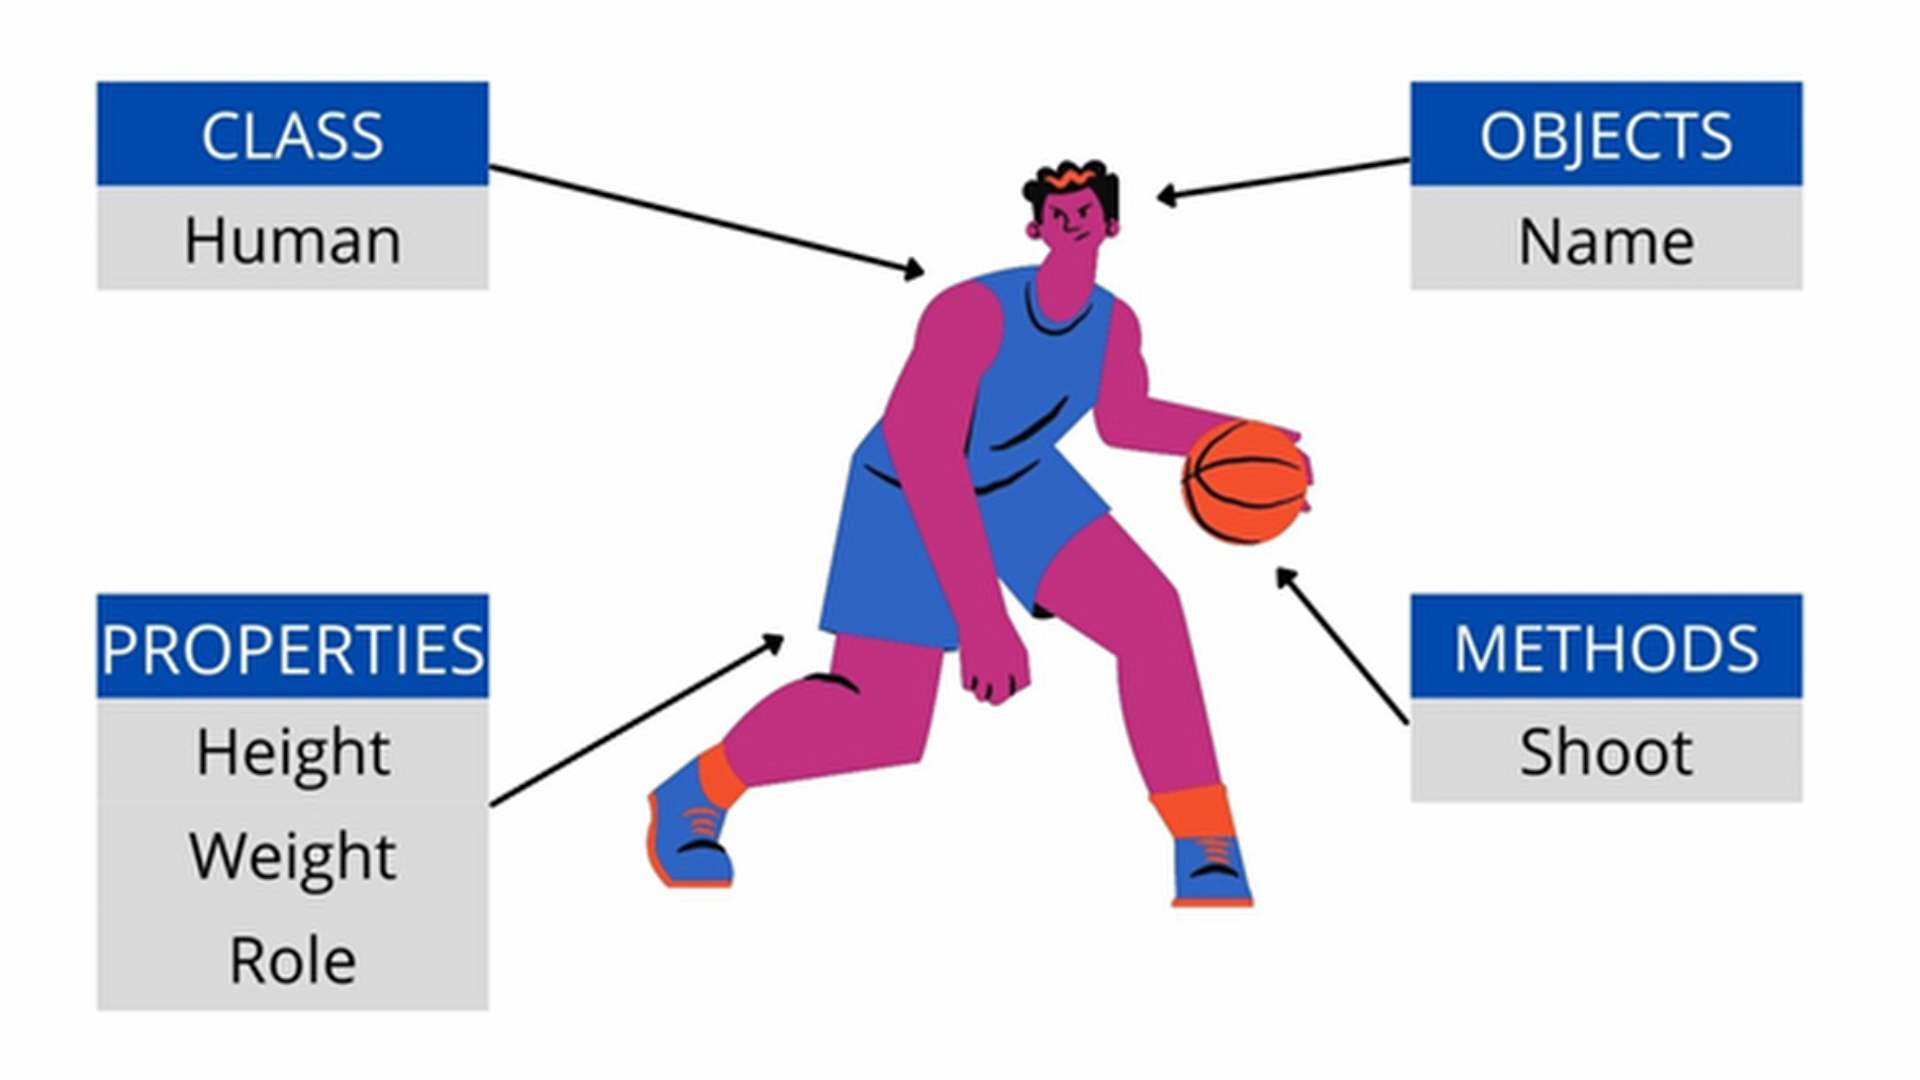 CLASS
Human
OBJECTS
Name
PROPERTIES
Height
Weight
Role
METHODS
Shoot